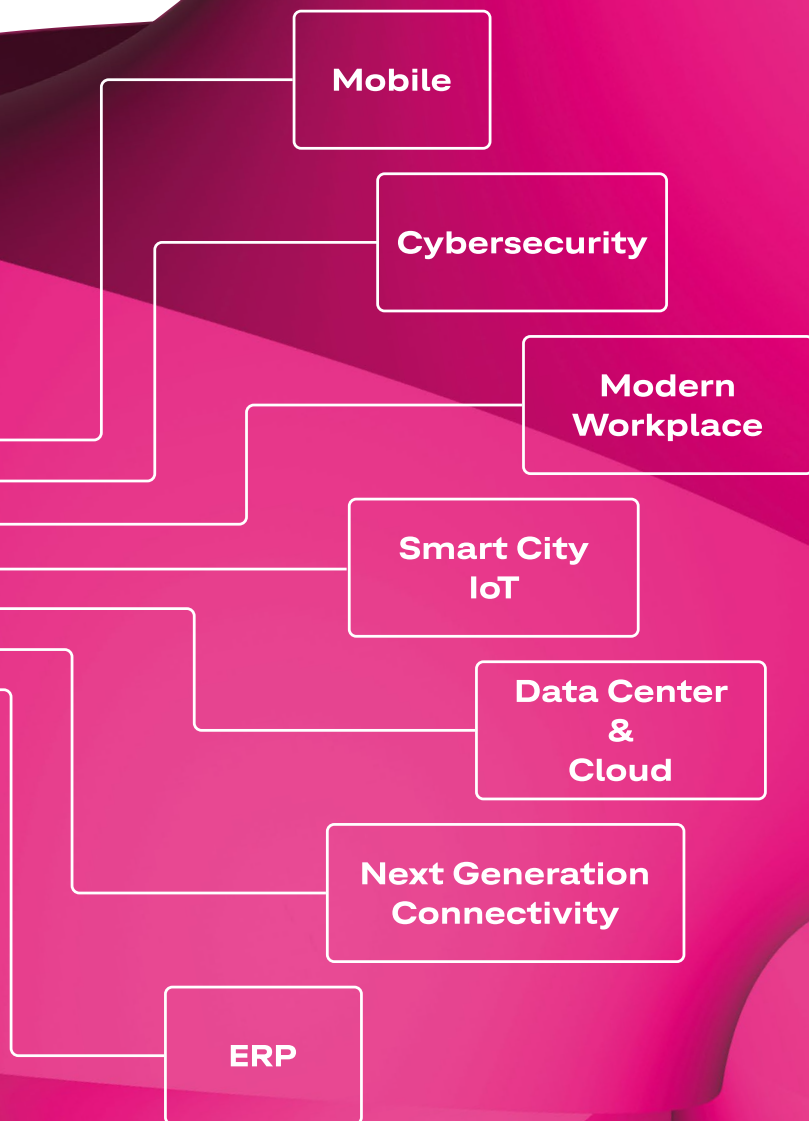 Mobile
Cybersecurity
Modern
Workplace
Smart City
IoT
Data Center
&
Cloud
Next Generation
Connectivity
ERP